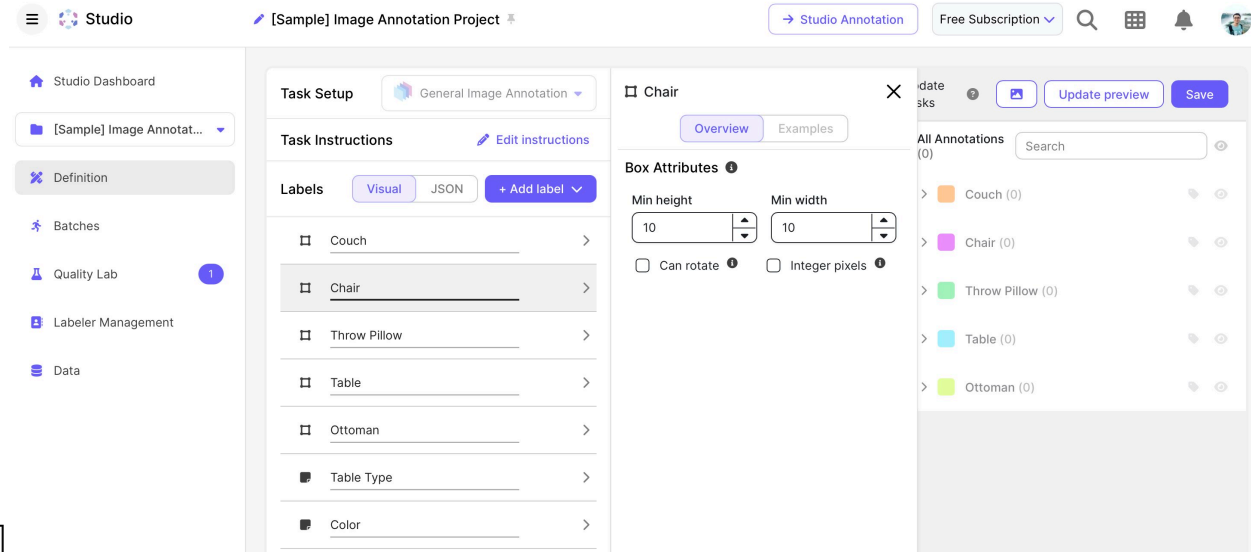 Studio
[Sample] Image Annotation Project
→ Studio Annotation
Free Subscription
Studio Dashboard
[Sample] Image Annotat...
Definition
Batches
Quality Lab
1
Labeler Management
Data
Task Setup
General Image Annotation
Task Instructions
Edit instructions
Labels
Visual
JSON
+ Add label
Couch
Chair
Throw Pillow
Table
Ottoman
Table Type
Color
Chair
Overview
Examples
Box Attributes
Min height
Min width
10
10
Can rotate
Integer pixels
date
sks
Update preview
Save
All Annotations
(0)
Search
Couch (0)
Chair (0)
Throw Pillow (0)
Table (0)
Ottoman (0)